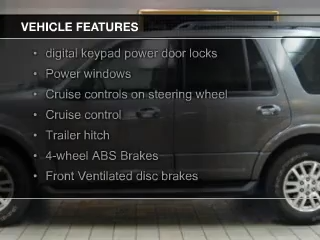 VEHICLE FEATURES
• digital keypad power door locks
• Power windows
• Cruise controls on steering wheel
• Cruise control
• Trailer hitch
• 4-wheel ABS Brakes
• Front Ventilated disc brakes